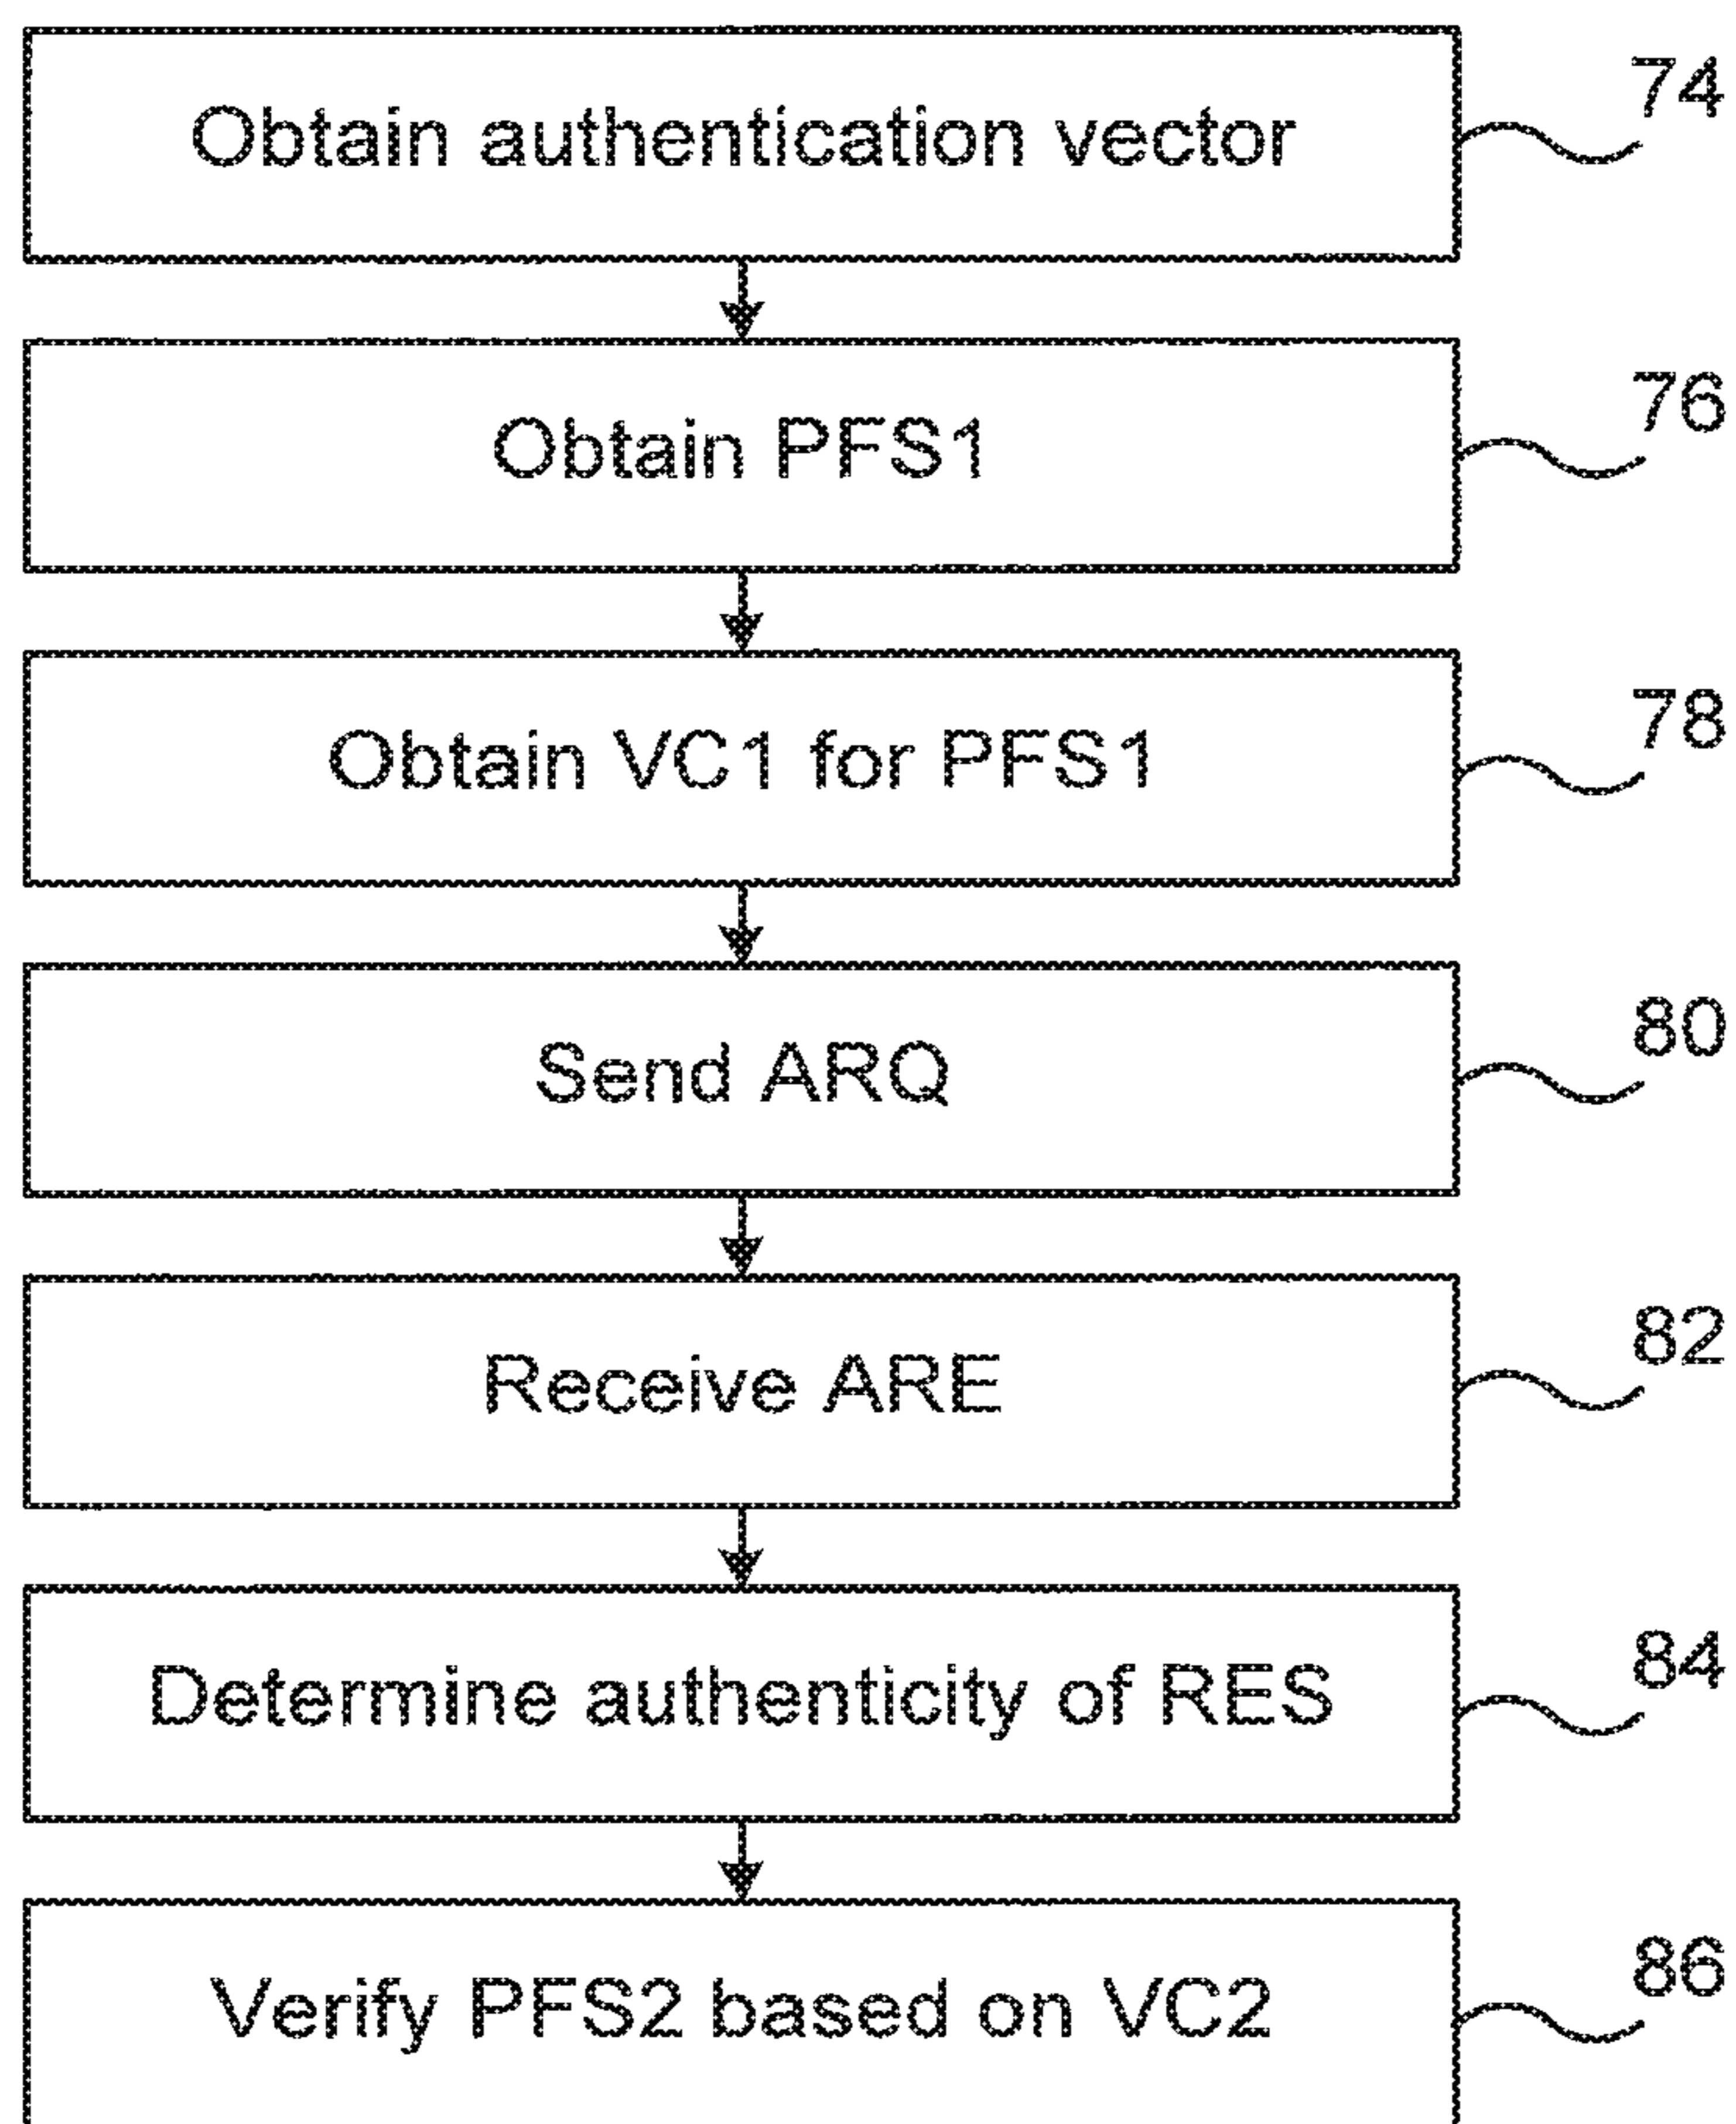 Obtain authentication vector
74
Obtain PFS1
76
Obtain VC1 for PFS1
78
Send ARQ
80
Receive ARE
82
Determine authenticity of RES
84
Verify PFS2 based on VC2
86